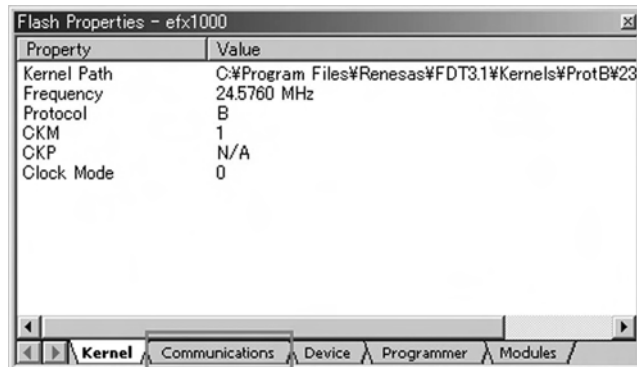 Flash Properties - efx1000
Property Value
Kernel Path C:¥Program Files¥Renesas¥FDT3.1¥Kernels¥ProtB¥23
Frequency 24.5760 MHz
Protocol B
CKM 1
CKP N/A
Clock Mode 0
Kernel Communications Device Programmer Modules